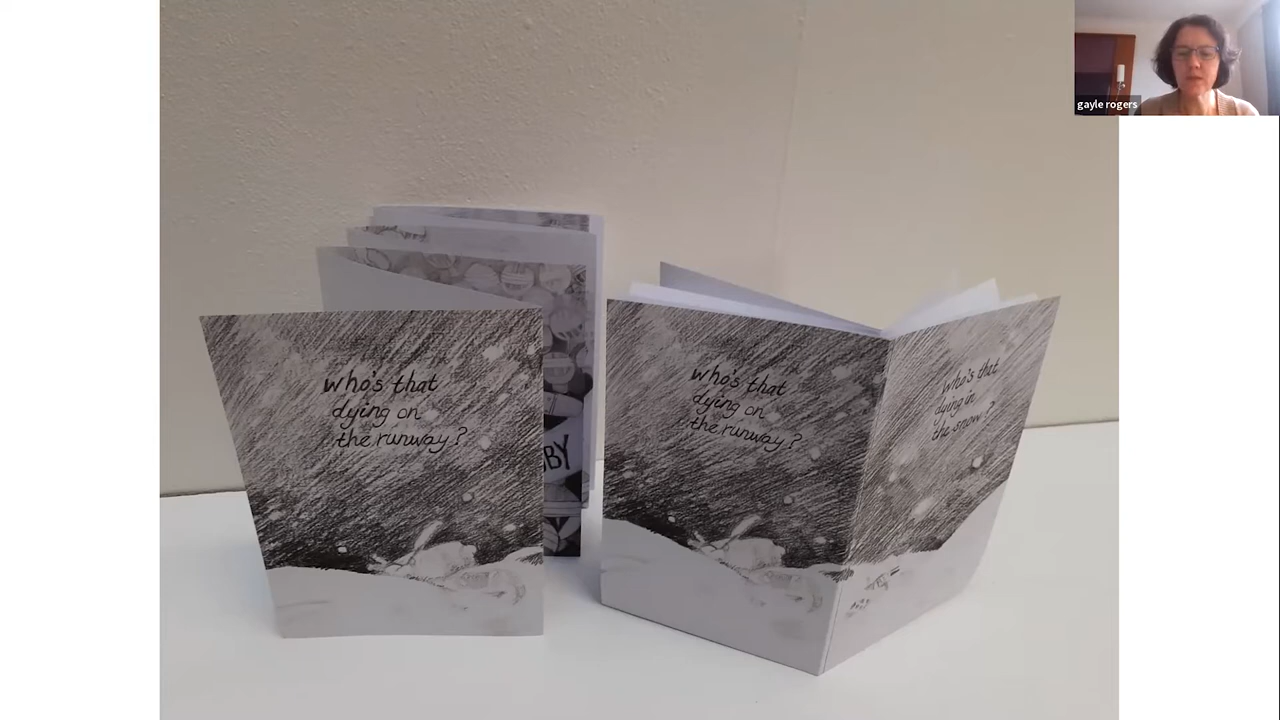 gayle rogers
who's that
dying on
the runway?
BY
who's that
dying on
the runway?
who's that
dying in
the snow?